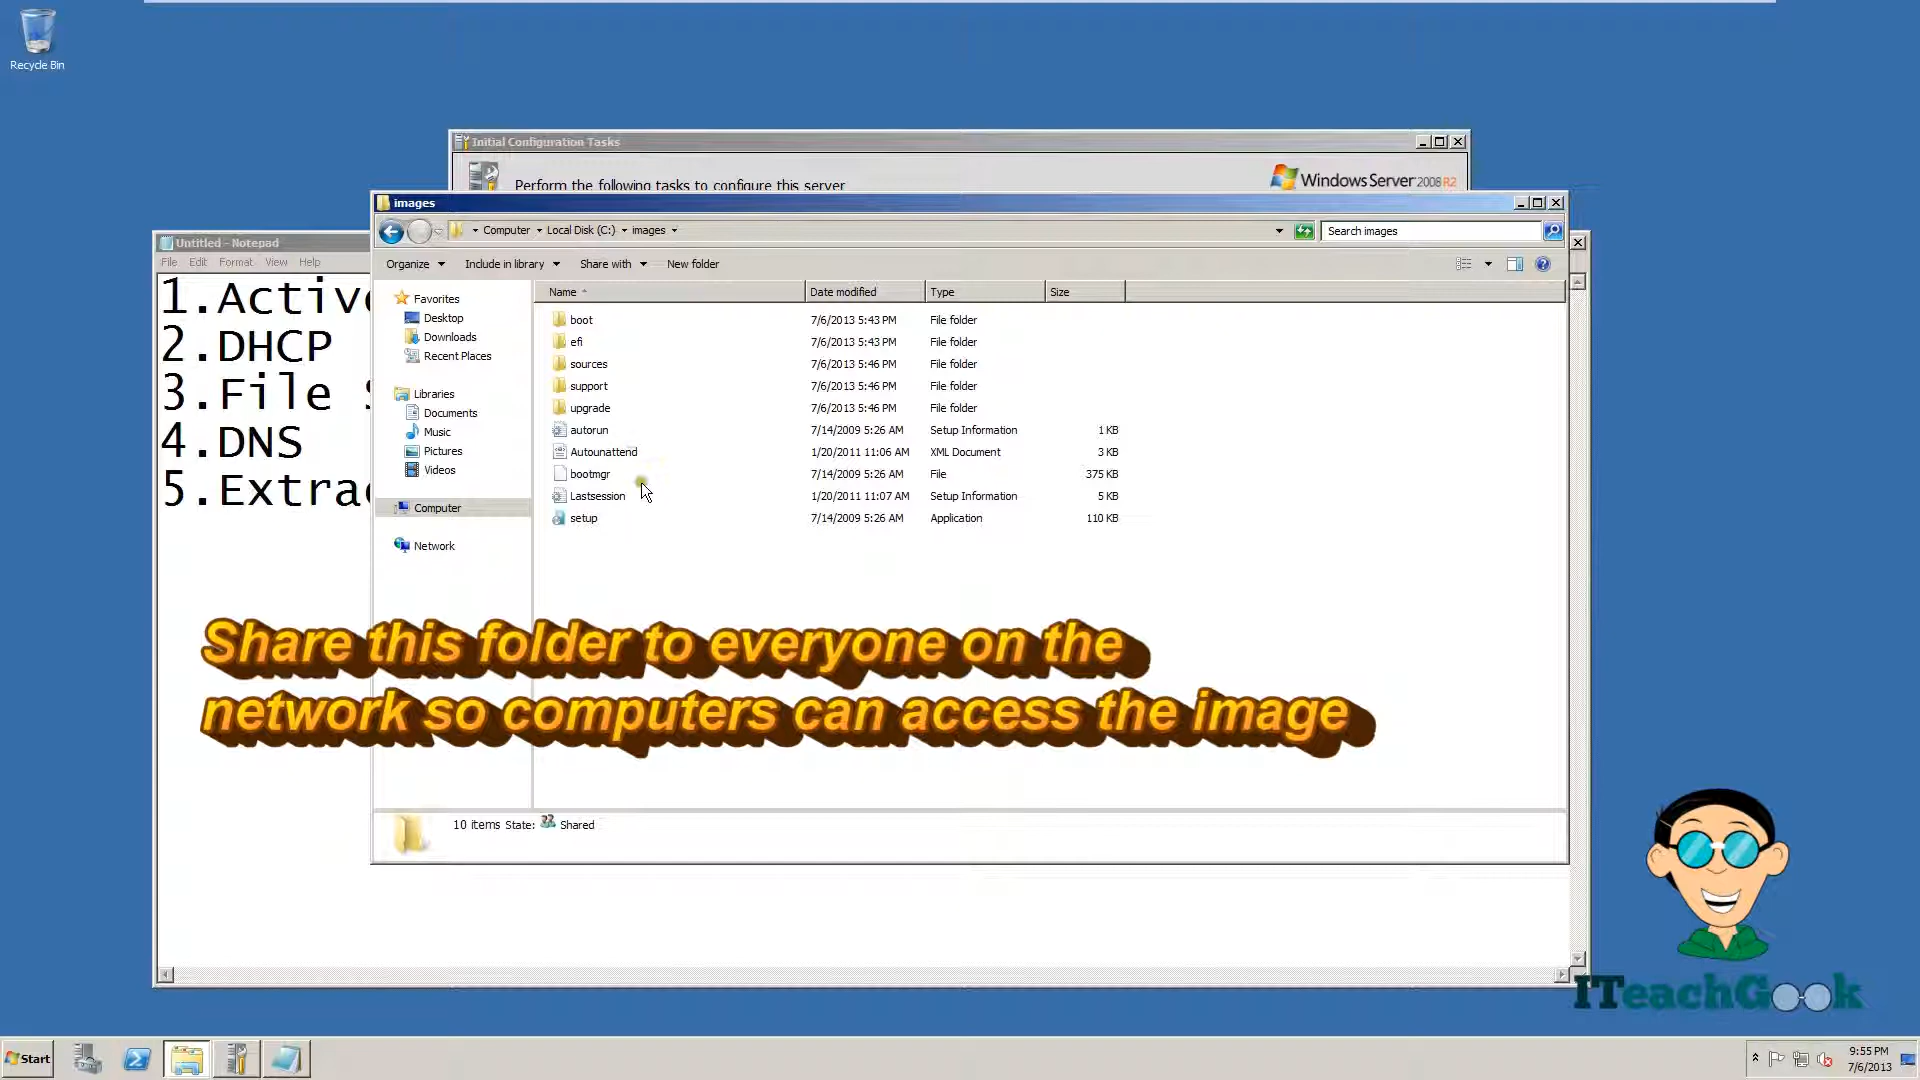 Recycle Bin
Initial Configuration Tasks
Perform the following tasks to configure this server
Windows Server 2008 R2
images
Computer Local Disk (C:) images
Search images
Organize Include in library Share with New folder
Untitled - Notepad
File Edit Format View Help
1.Active
2.DHCP
3.File
4.DNS
5.Extra
Favorites
Desktop
Downloads
Recent Places
Libraries
Documents
Music
Pictures
Videos
Computer
Network
Name Date modified Type Size
boot 7/6/2013 5:43 PM File folder
efi 7/6/2013 5:43 PM File folder
sources 7/6/2013 5:46 PM File folder
support 7/6/2013 5:46 PM File folder
upgrade 7/6/2013 5:46 PM File folder
autorun 7/14/2009 5:26 AM Setup Information 1 KB
Autounattend 1/20/2011 11:06 AM XML Document 3 KB
bootmgr 7/14/2009 5:26 AM File 375 KB
Lastsession 1/20/2011 11:07 AM Setup Information 5 KB
setup 7/14/2009 5:26 AM Application 110 KB
Share this folder to everyone on the
network so computers can access the image
10 items State: Shared
ITeachGook
Start
9:55 PM
7/6/2013